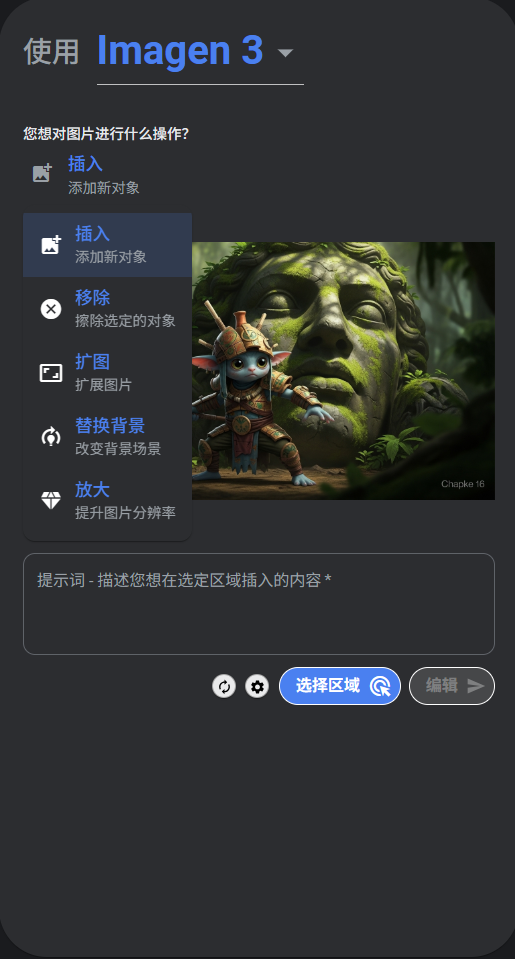 使用 Imagen 3
您想对图片进行什么操作?
插入
添加新对象
插入
添加新对象
移除
擦除选定的对象
扩图
扩展图片
替换背景
改变背景场景
放大
提升图片分辨率
Chapke 16
提示词 - 描述您想在选定区域插入的内容 *
选择区域
编辑